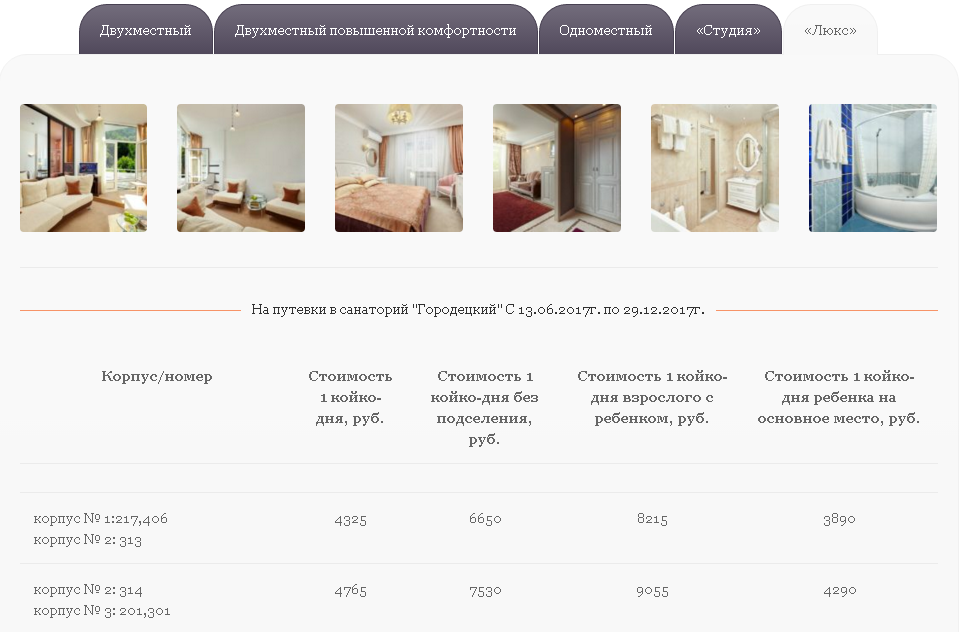 Двухместный
Двухместный повышенной комфортности
Одноместный
«Студия»
«Люкс»
На путевки в санаторий "Городецкий" С 13.06.2017г. по 29.12.2017г.
Корпус/номер
Стоимость
1 койко-
дня, руб.
Стоимость 1
койко-дня без
подселения,
руб.
Стоимость 1 койко-
дня взрослого с
ребенком, руб.
Стоимость 1 койко-
дня ребенка на
основное место, руб.
корпус № 1:217,406
корпус № 2: 313
4325
6650
8215
3890
корпус № 2: 314
корпус № 3: 201,301
4765
7530
9055
4290